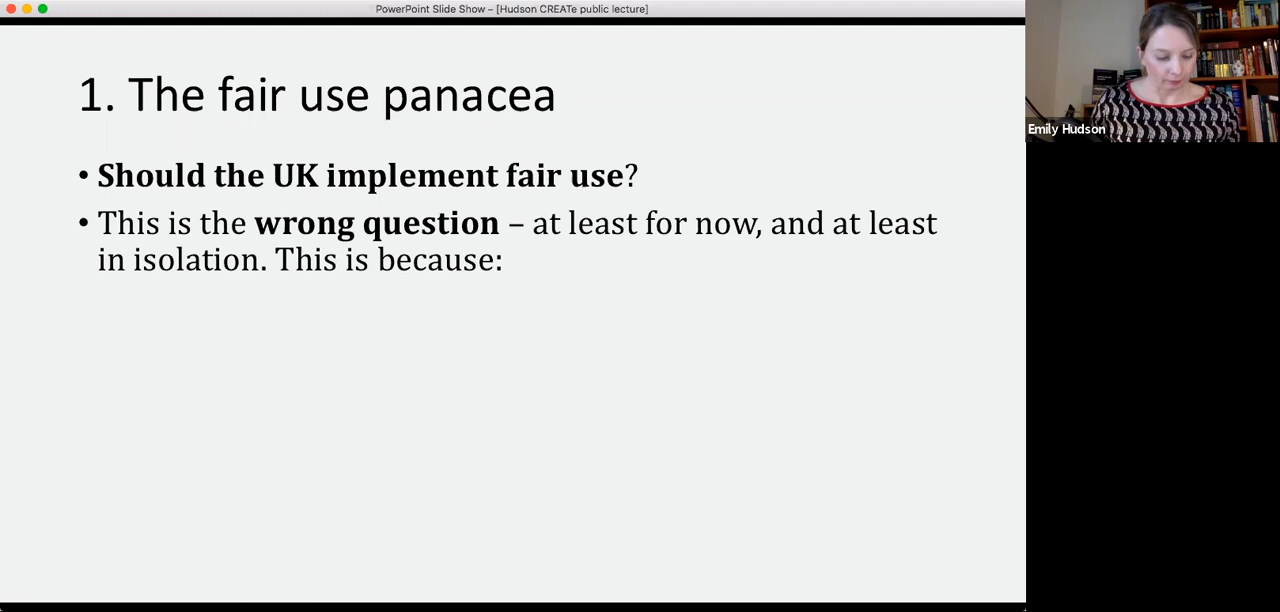 PowerPoint Slide Show – [Hudson CREATe public lecture]
1. The fair use panacea
• Should the UK implement fair use?
• This is the wrong question – at least for now, and at least
in isolation. This is because:
Emily Hudson